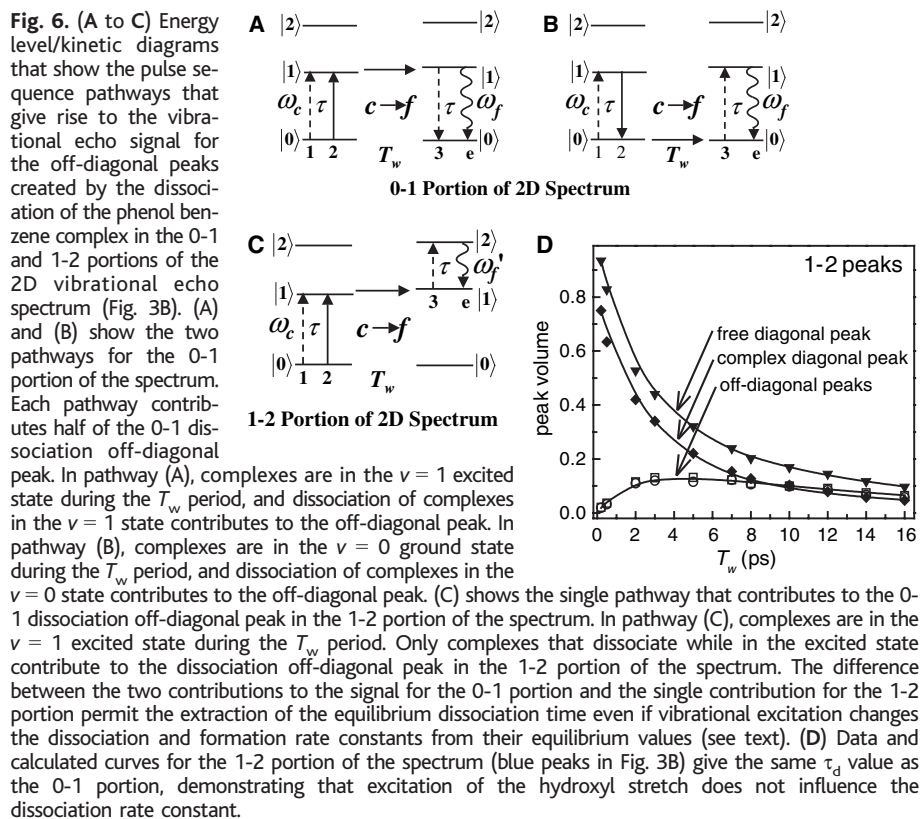 Fig. 6. (A to C) Energy
level/kinetic diagrams
that show the pulse se-
quence pathways that
give rise to the vibra-
tional echo signal for
the off-diagonal peaks
created by the dissoci-
ation of the phenol ben-
zene complex in the 0-1
and 1-2 portions of the
2D vibrational echo
spectrum (Fig. 3B). (A)
and (B) show the two
pathways for the 0-1
portion of the spectrum.
Each pathway contrib-
utes half of the 0-1 dis-
sociation off-diagonal
peak. In pathway (A), complexes are in the v = 1 excited
state during the Tw period, and dissociation of complexes
in the v = 1 state contributes to the off-diagonal peak. In
pathway (B), complexes are in the v = 0 ground state
during the Tw period, and dissociation of complexes in the
v = 0 state contributes to the off-diagonal peak. (C) shows the single pathway that contributes to the 0-
1 dissociation off-diagonal peak in the 1-2 portion of the spectrum. In pathway (C), complexes are in the
v = 1 excited state during the Tw period. Only complexes that dissociate while in the excited state
contribute to the dissociation off-diagonal peak in the 1-2 portion of the spectrum. The difference
between the two contributions to the signal for the 0-1 portion and the single contribution for the 1-2
portion permit the extraction of the equilibrium dissociation time even if vibrational excitation changes
the dissociation and formation rate constants from their equilibrium values (see text). (D) Data and
calculated curves for the 1-2 portion of the spectrum (blue peaks in Fig. 3B) give the same τd value as
the 0-1 portion, demonstrating that excitation of the hydroxyl stretch does not influence the
dissociation rate constant.
A
|2⟩ |2⟩
|1⟩ |1⟩
ωc τ c→f τ ωf
|0⟩ |0⟩
1 2 Tw 3 e
B
|2⟩ |2⟩
|1⟩ |1⟩
ωc τ c→f τ ωf
|0⟩ |0⟩
1 2 Tw 3 e
0-1 Portion of 2D Spectrum
C
|2⟩ |2⟩
τ ωf'
|1⟩ 3 e |1⟩
ωc τ c→f
|0⟩ |0⟩
1 2 Tw
1-2 Portion of 2D Spectrum
D
1-2 peaks
free diagonal peak
complex diagonal peak
off-diagonal peaks
peak volume
0.8
0.6
0.4
0.2
0.0
0 2 4 6 8 10 12 14 16
Tw (ps)